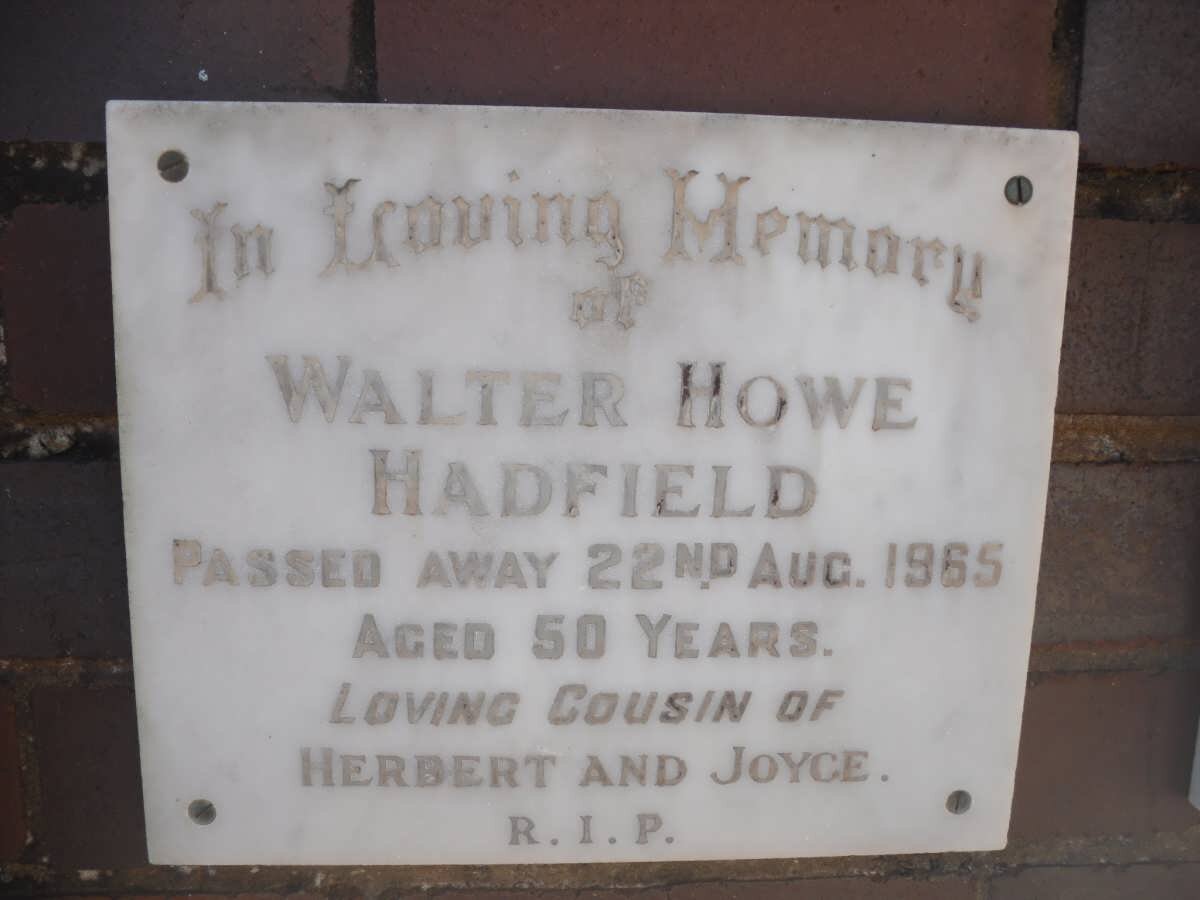 In Loving Memory
of
WALTER HOWE
HADFIELD
PASSED AWAY 22ND AUG. 1965
AGED 50 YEARS.
LOVING COUSIN OF
HERBERT AND JOYCE.
R. I. P.